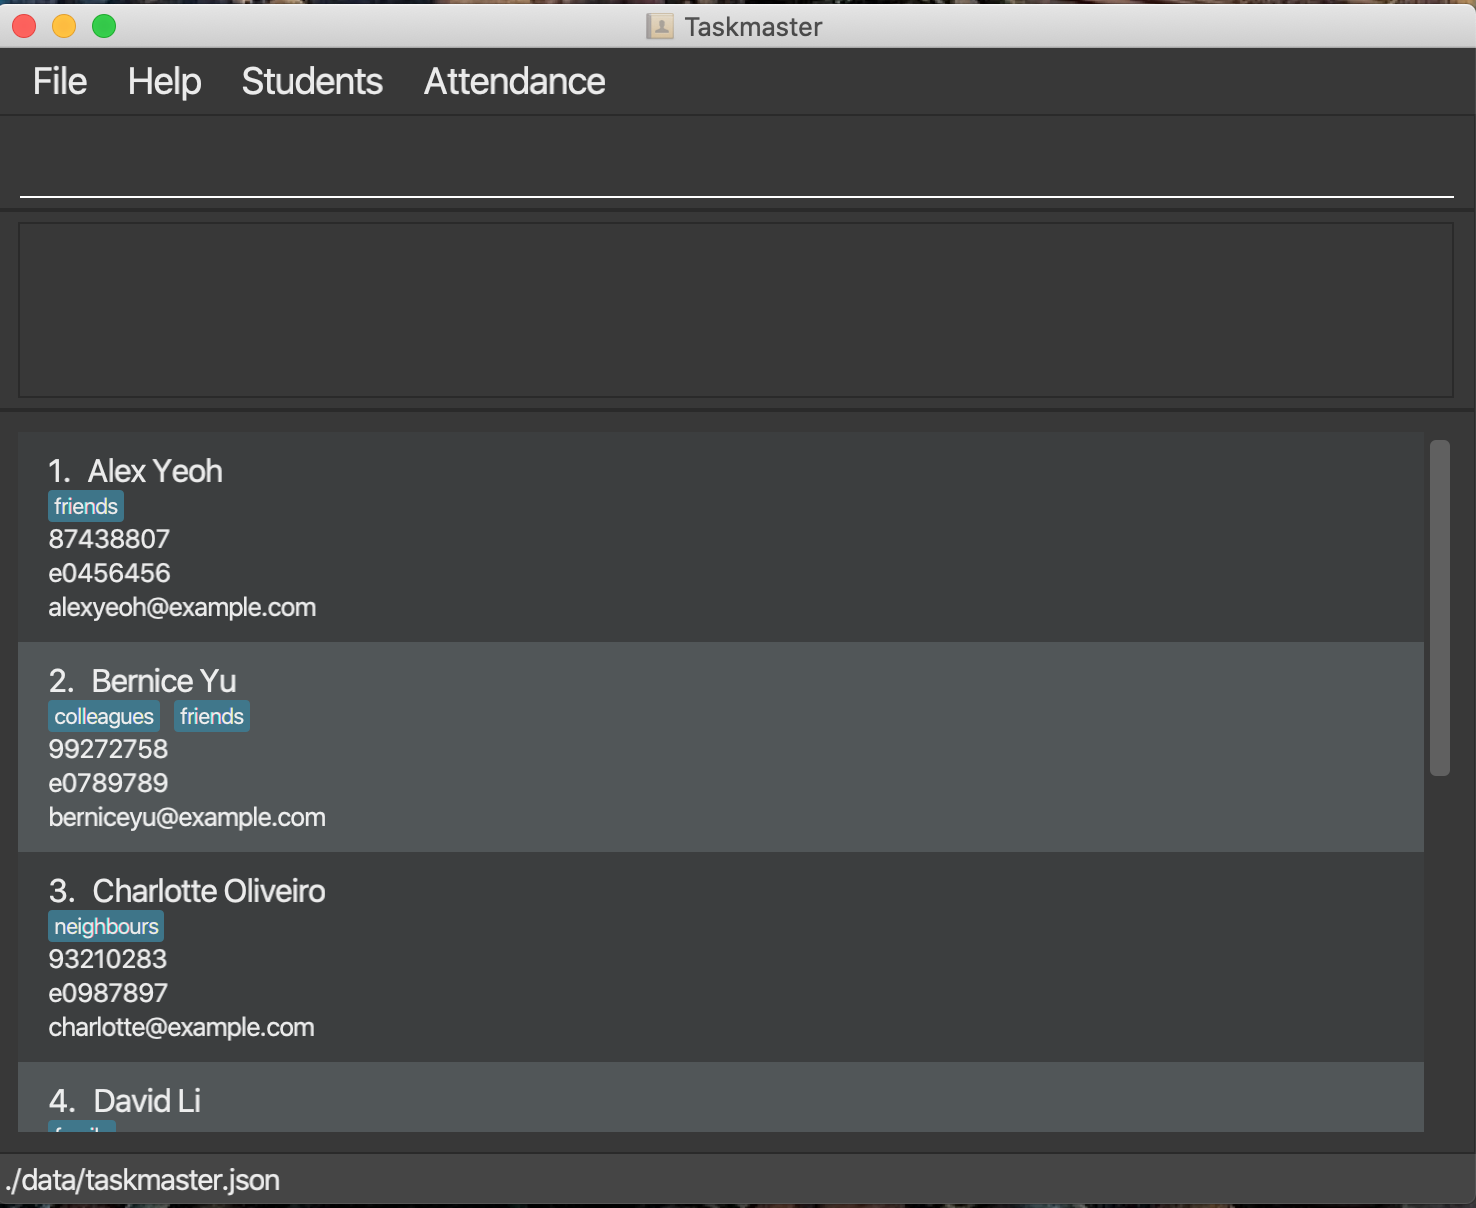 Taskmaster
File Help Students Attendance
1. Alex Yeoh
friends
87438807
e0456456
alexyeoh@example.com
2. Bernice Yu
colleagues friends
99272758
e0789789
berniceyu@example.com
3. Charlotte Oliveiro
neighbours
93210283
e0987897
charlotte@example.com
4. David Li
./data/taskmaster.json